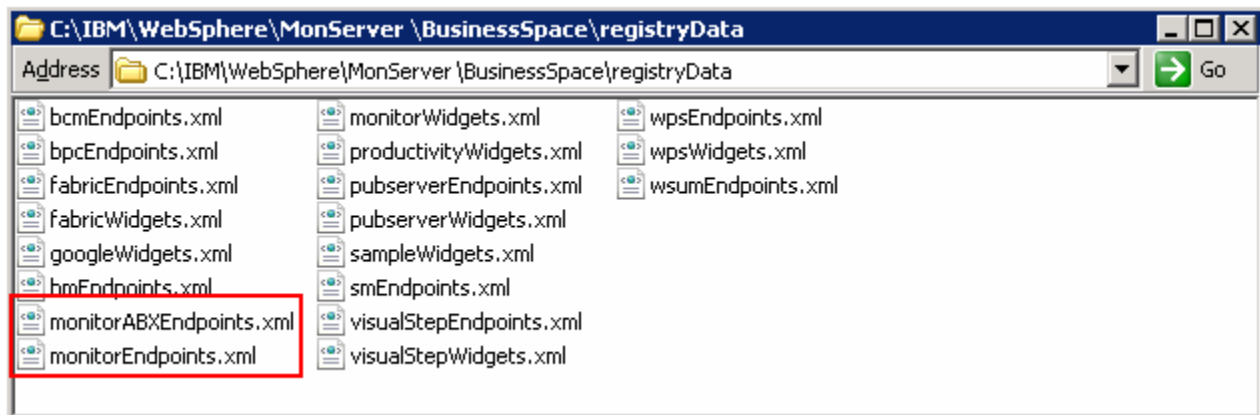 C:\IBM\WebSphere\MonServer \BusinessSpace\registryData
Address C:\IBM\WebSphere\MonServer \BusinessSpace\registryData Go
bcmEndpoints.xml
bpcEndpoints.xml
fabricEndpoints.xml
fabricWidgets.xml
googleWidgets.xml
hmEndpoints.xml
monitorABXEndpoints.xml
monitorEndpoints.xml
monitorWidgets.xml
productivityWidgets.xml
pubserverEndpoints.xml
pubserverWidgets.xml
sampleWidgets.xml
smEndpoints.xml
visualStepEndpoints.xml
visualStepWidgets.xml
wpsEndpoints.xml
wpsWidgets.xml
wsumEndpoints.xml